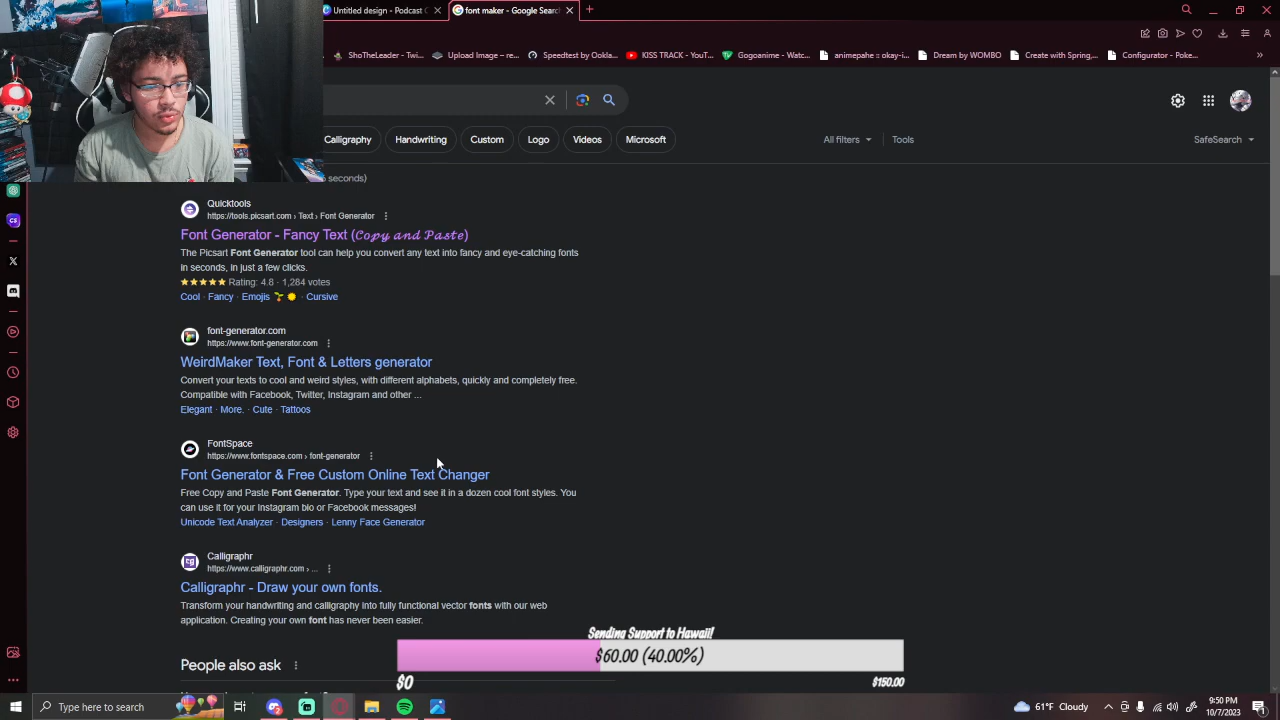 Untitled design - Podcast C
font maker - Google Search
ShoTheLeader - Twi...
Upload Image - re...
Speedtest by Ookla...
KISS TRACK - YouT...
Gogoanime - Watc...
animepahe :: okay-i...
Dream by WOMBO
Create with Spring,
Configurator - Poke...
Calligraphy
Handwriting
Custom
Logo
Videos
Microsoft
All filters
Tools
SafeSearch
seconds)
Quicktools
https://tools.picsart.com › Text › Font Generator
Font Generator - Fancy Text (𝓒𝓸𝓹𝔂 𝓪𝓷𝓭 𝓟𝓪𝓼𝓽𝓮)
The Picsart Font Generator tool can help you convert any text into fancy and eye-catching fonts
in seconds, in just a few clicks.
★★★★★ Rating: 4.8 · 1,284 votes
Cool · Fancy · Emojis · Cursive
font-generator.com
https://www.font-generator.com
WeirdMaker Text, Font & Letters generator
Convert your texts to cool and weird styles, with different alphabets, quickly and completely free.
Compatible with Facebook, Twitter, Instagram and other ...
Elegant · More. · Cute · Tattoos
FontSpace
https://www.fontspace.com › font-generator
Font Generator & Free Custom Online Text Changer
Free Copy and Paste Font Generator. Type your text and see it in a dozen cool font styles. You
can use it for your Instagram bio or Facebook messages!
Unicode Text Analyzer · Designers · Lenny Face Generator
cg
Calligraphr
https://www.calligraphr.com › ...
Calligraphr - Draw your own fonts.
Transform your handwriting and calligraphy into fully functional vector fonts with our web
application. Creating your own font has never been easier.
Sending Support to Hawaii!
$60.00 (40.00%)
$0
$150.00
People also ask
Type here to search
61°F Cloudy
9:50 PM
10/7/2023